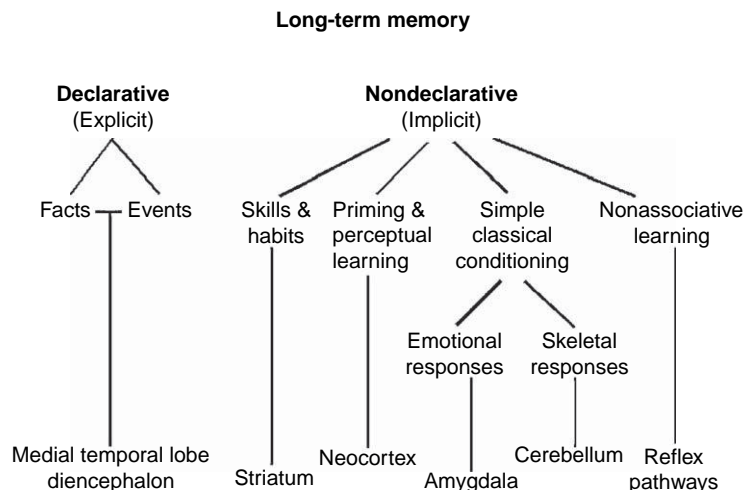 Long-term memory
Declarative
(Explicit)
Nondeclarative
(Implicit)
Facts
Events
Skills &
habits
Priming &
perceptual
learning
Simple
classical
conditioning
Nonassociative
learning
Emotional
responses
Skeletal
responses
Medial temporal lobe
diencephalon
Striatum
Neocortex
Amygdala
Cerebellum
Reflex
pathways